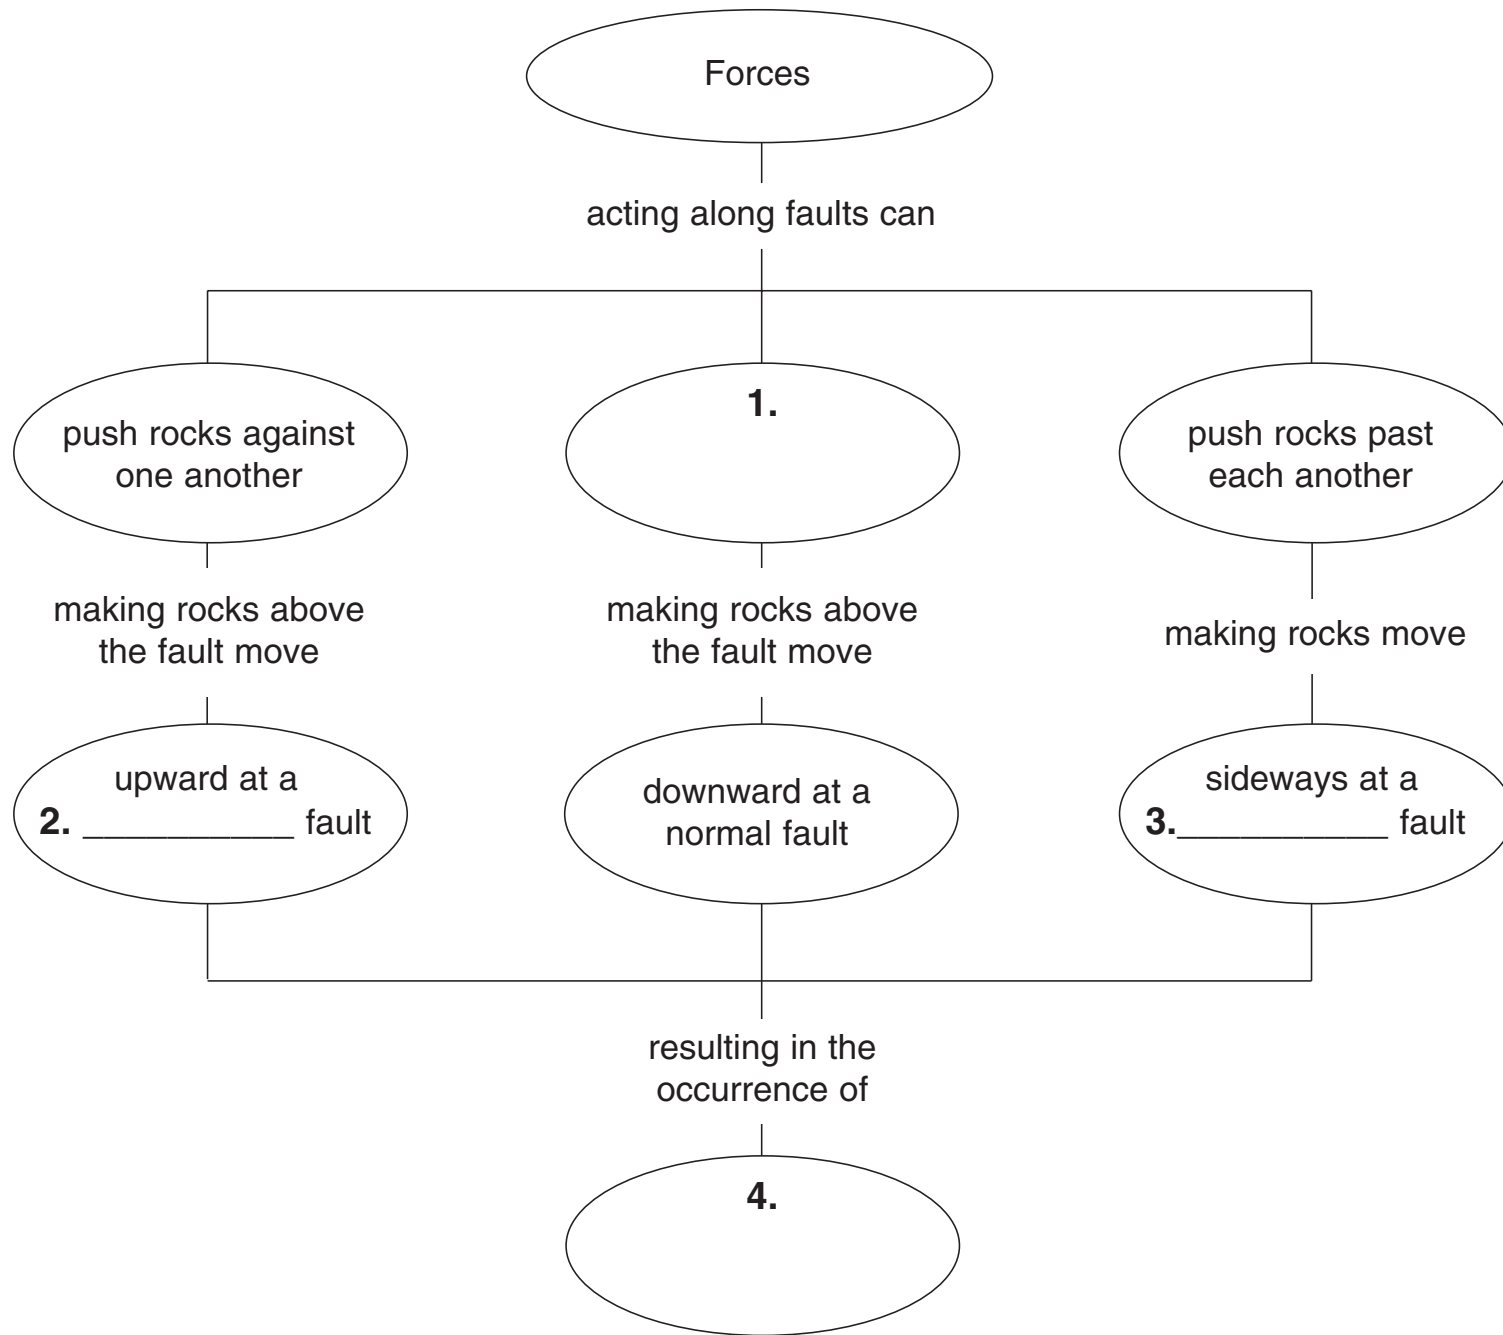 Forces
acting along faults can
push rocks against
one another
1.
push rocks past
each another
making rocks above
the fault move
making rocks above
the fault move
making rocks move
upward at a
2. ___________ fault
downward at a
normal fault
sideways at a
3.___________ fault
resulting in the
occurrence of
4.